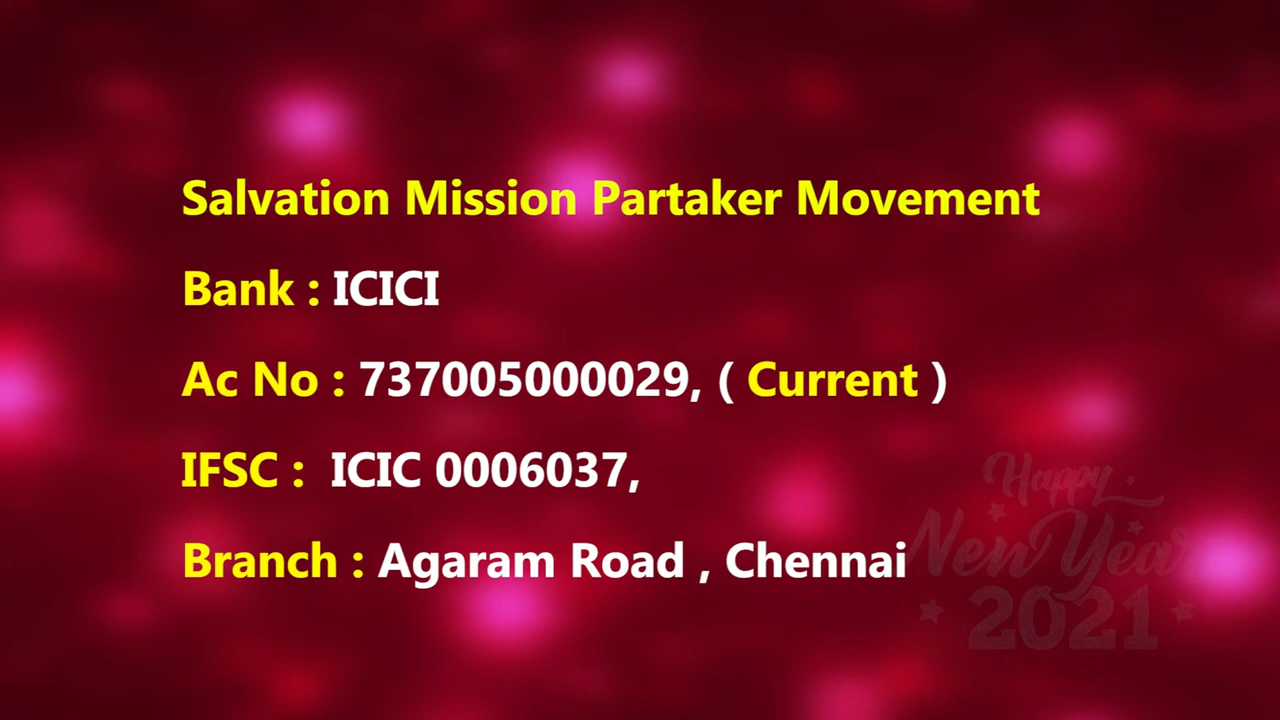 Salvation Mission Partaker Movement
Bank : ICICI
Ac No : 737005000029, ( Current )
IFSC :  ICIC 0006037,
Branch : Agaram Road , Chennai
Happy
New Year
2021